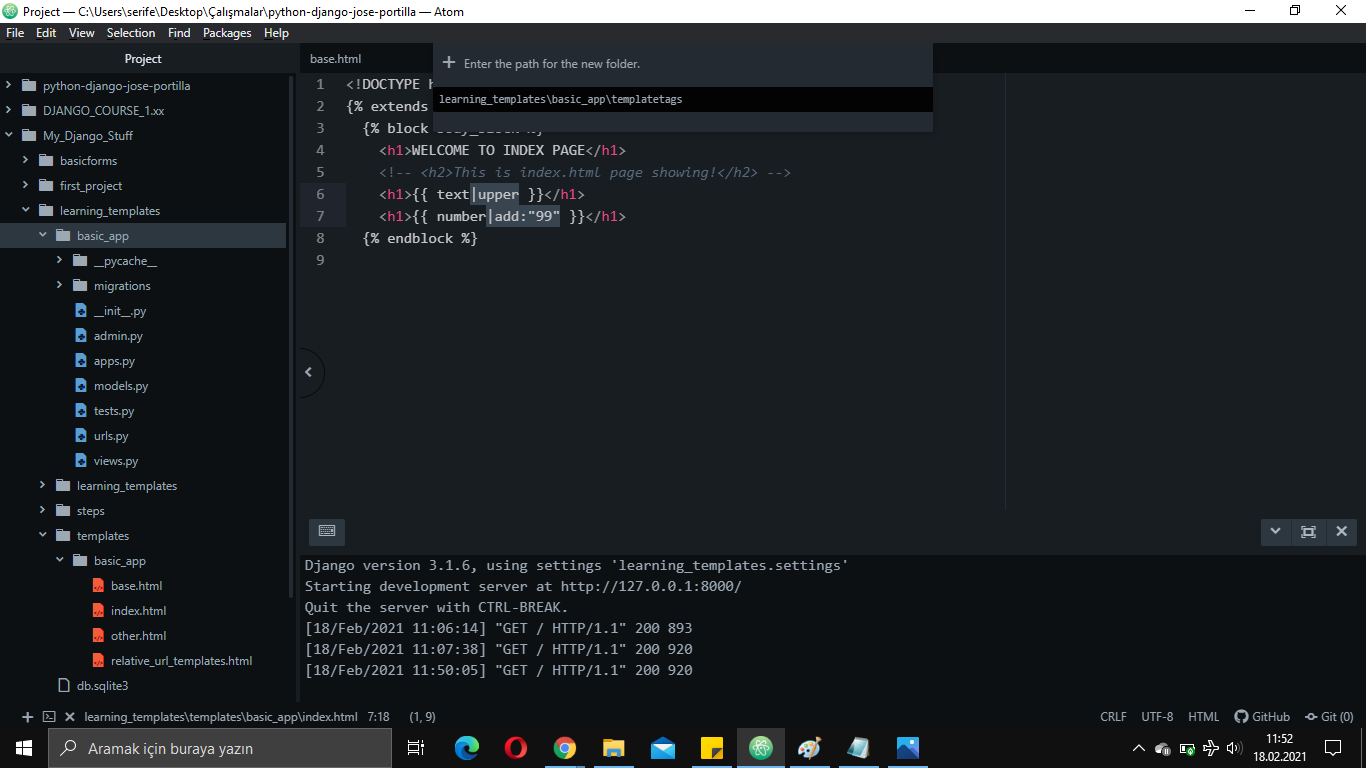 Project — C:\Users\serife\Desktop\Çalışmalar\python-django-jose-portilla — Atom
File Edit View Selection Find Packages Help
Project
python-django-jose-portilla
DJANGO_COURSE_1.xx
My_Django_Stuff
basicforms
first_project
learning_templates
basic_app
__pycache__
migrations
__init__.py
admin.py
apps.py
models.py
tests.py
urls.py
views.py
learning_templates
steps
templates
basic_app
base.html
index.html
other.html
relative_url_templates.html
db.sqlite3
base.html
Enter the path for the new folder.
learning_templates\basic_app\templatetags
1 <!DOCTYPE h
2 {% extends
3 {% block body_block %}
4 <h1>WELCOME TO INDEX PAGE</h1>
5 <!-- <h2>This is index.html page showing!</h2> -->
6 <h1>{{ text|upper }}</h1>
7 <h1>{{ number|add:"99" }}</h1>
8 {% endblock %}
9
Django version 3.1.6, using settings 'learning_templates.settings'
Starting development server at http://127.0.0.1:8000/
Quit the server with CTRL-BREAK.
[18/Feb/2021 11:06:14] "GET / HTTP/1.1" 200 893
[18/Feb/2021 11:07:38] "GET / HTTP/1.1" 200 920
[18/Feb/2021 11:50:05] "GET / HTTP/1.1" 200 920
learning_templates\templates\basic_app\index.html 7:18 (1, 9) CRLF UTF-8 HTML GitHub Git (0)
Aramak için buraya yazın
11:52
18.02.2021